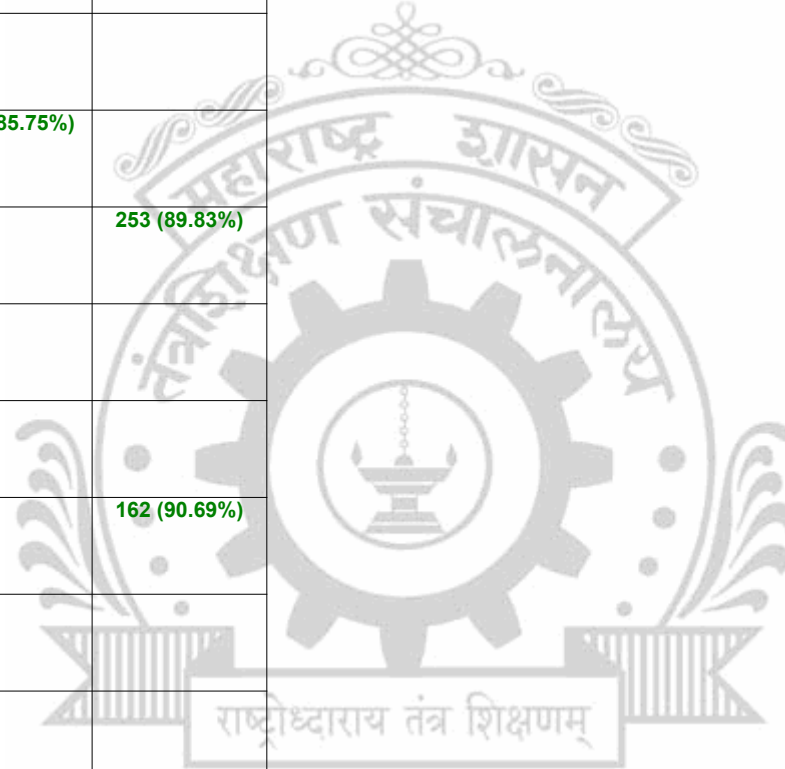 महाराष्ट्र शासन
35.75%)
253 (89.83%)
तंत्रशिक्षण संचालनालय
162 (90.69%)
राष्ट्रोध्दाराय तंत्र शिक्षणम्